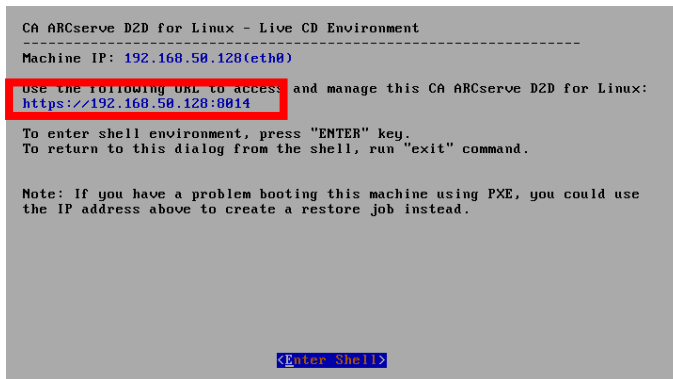 CA ARCserve D2D for Linux - Live CD Environment
---------------------------------------------------------------
Machine IP: 192.168.50.128(eth0)
Use the following URL to access and manage this CA ARCserve D2D for Linux:
https://192.168.50.128:8014
To enter shell environment, press "ENTER" key.
To return to this dialog from the shell, run "exit" command.
Note: If you have a problem booting this machine using PXE, you could use
the IP address above to create a restore job instead.
<Enter Shell>